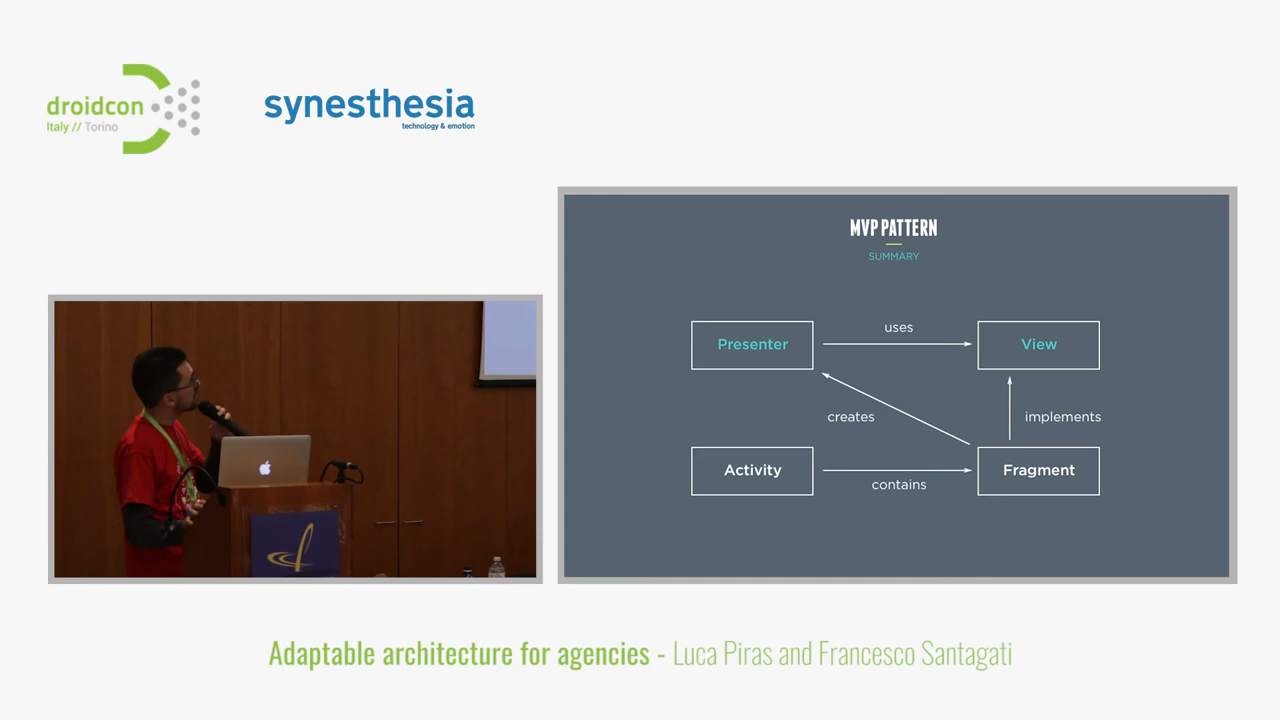 droidcon
Italy // Torino
synesthesia
technology & emotion
MVP PATTERN
SUMMARY
Presenter
uses
View
creates
implements
Activity
contains
Fragment
Adaptable architecture for agencies - Luca Piras and Francesco Santagati